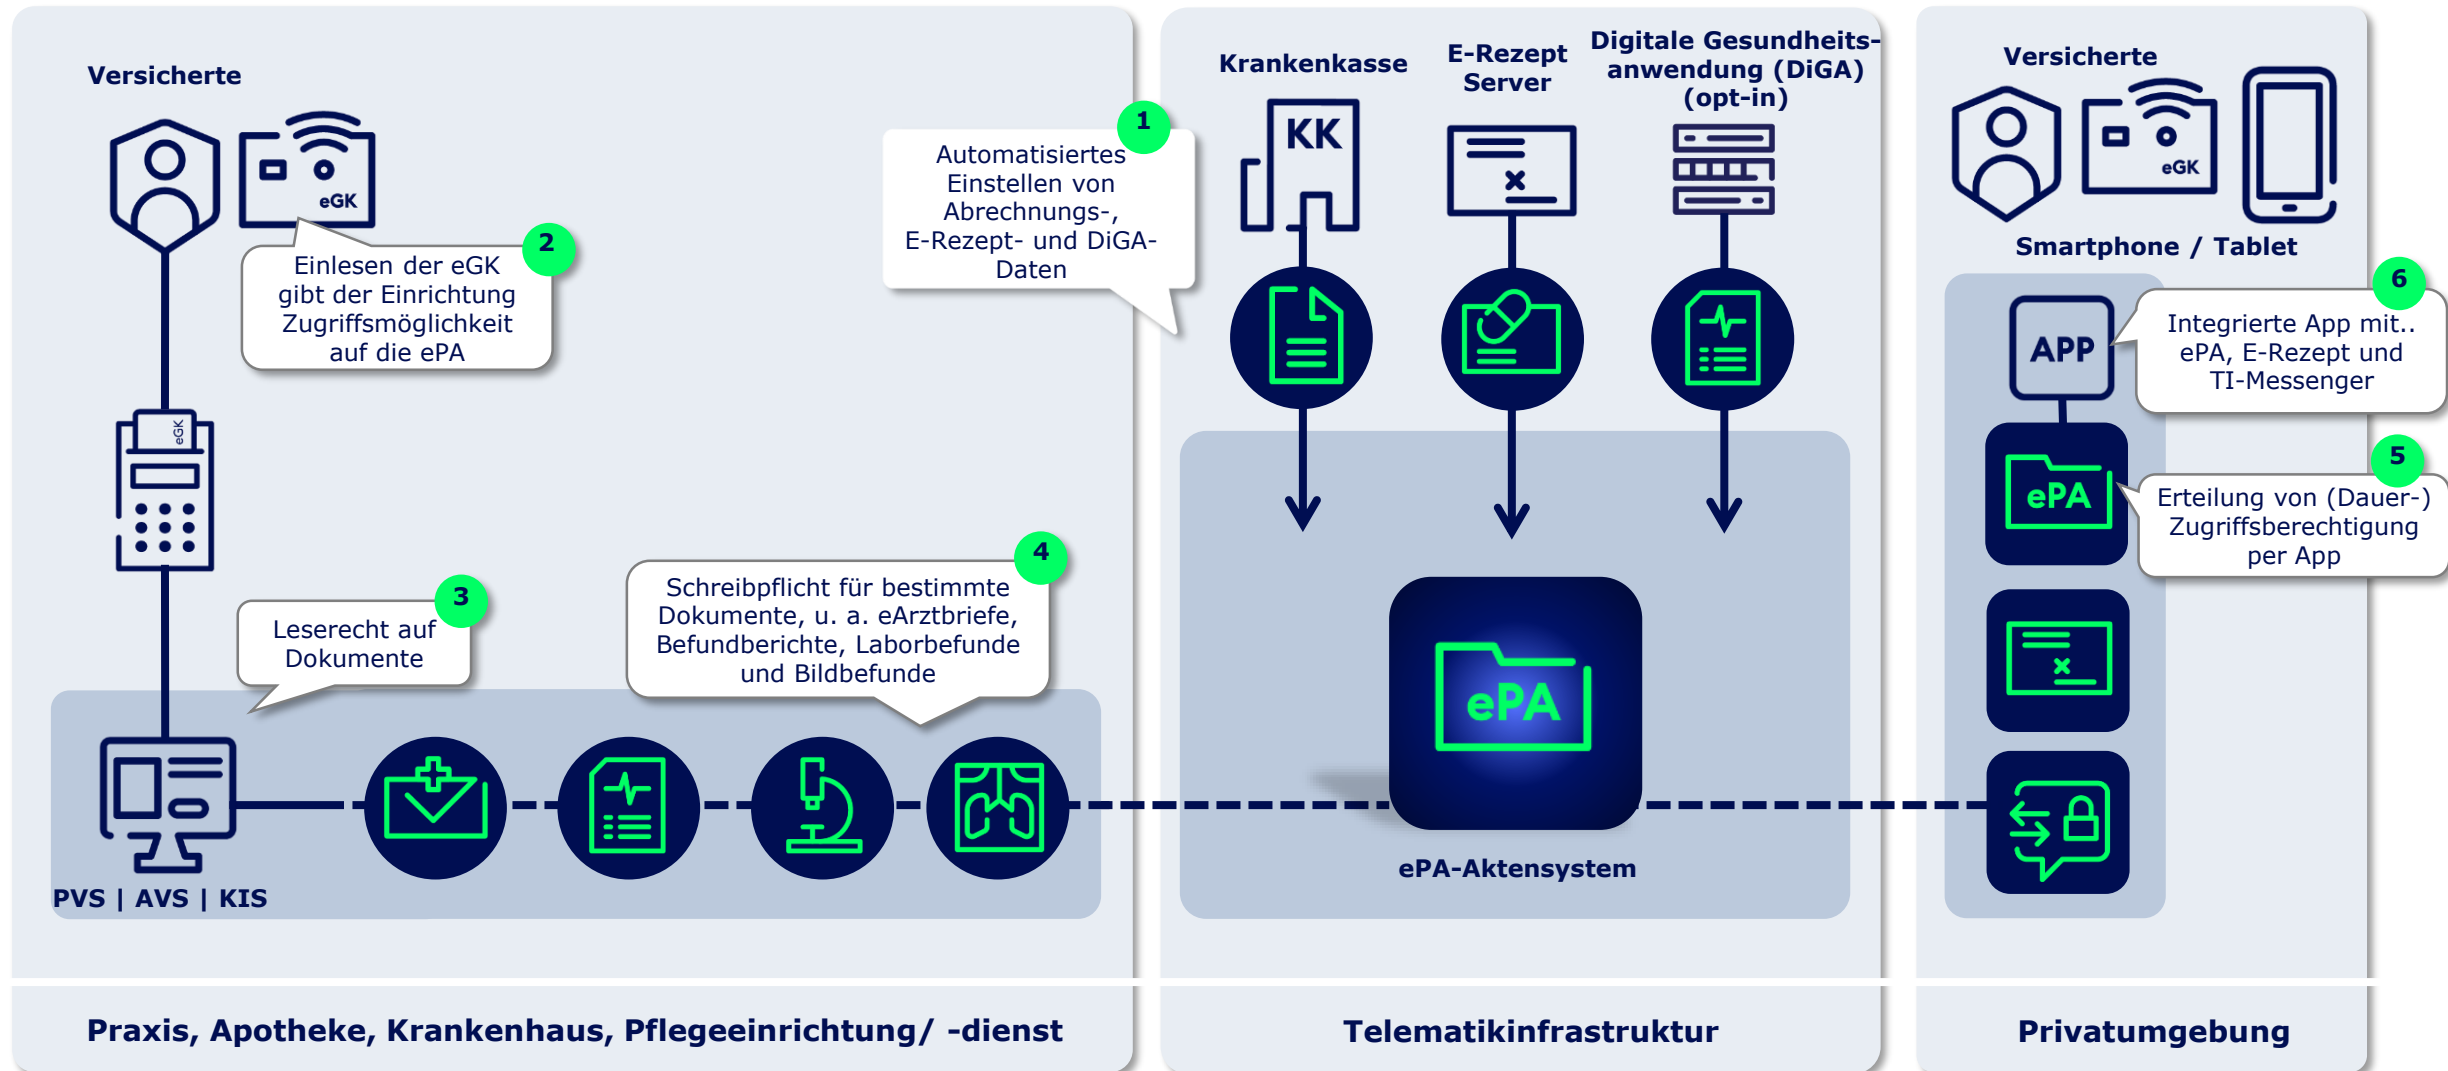 Versicherte
eGK
2
Einlesen der eGK
gibt der Einrichtung
Zugriffsmöglichkeit
auf die ePA
eGK
3
Leserecht auf
Dokumente
4
Schreibpflicht für bestimmte
Dokumente, u. a. eArztbriefe,
Befundberichte, Laborbefunde
und Bildbefunde
PVS | AVS | KIS
Praxis, Apotheke, Krankenhaus, Pflegeeinrichtung/ -dienst
1
Automatisiertes
Einstellen von
Abrechnungs-,
E-Rezept- und DiGA-
Daten
Krankenkasse
KK
E-Rezept
Server
Digitale Gesundheits-
anwendung (DiGA)
(opt-in)
ePA
ePA-Aktensystem
Telematikinfrastruktur
Versicherte
eGK
Smartphone / Tablet
6
APP
Integrierte App mit..
ePA, E-Rezept und
TI-Messenger
5
ePA
Erteilung von (Dauer-)
Zugriffsberechtigung
per App
Privatumgebung